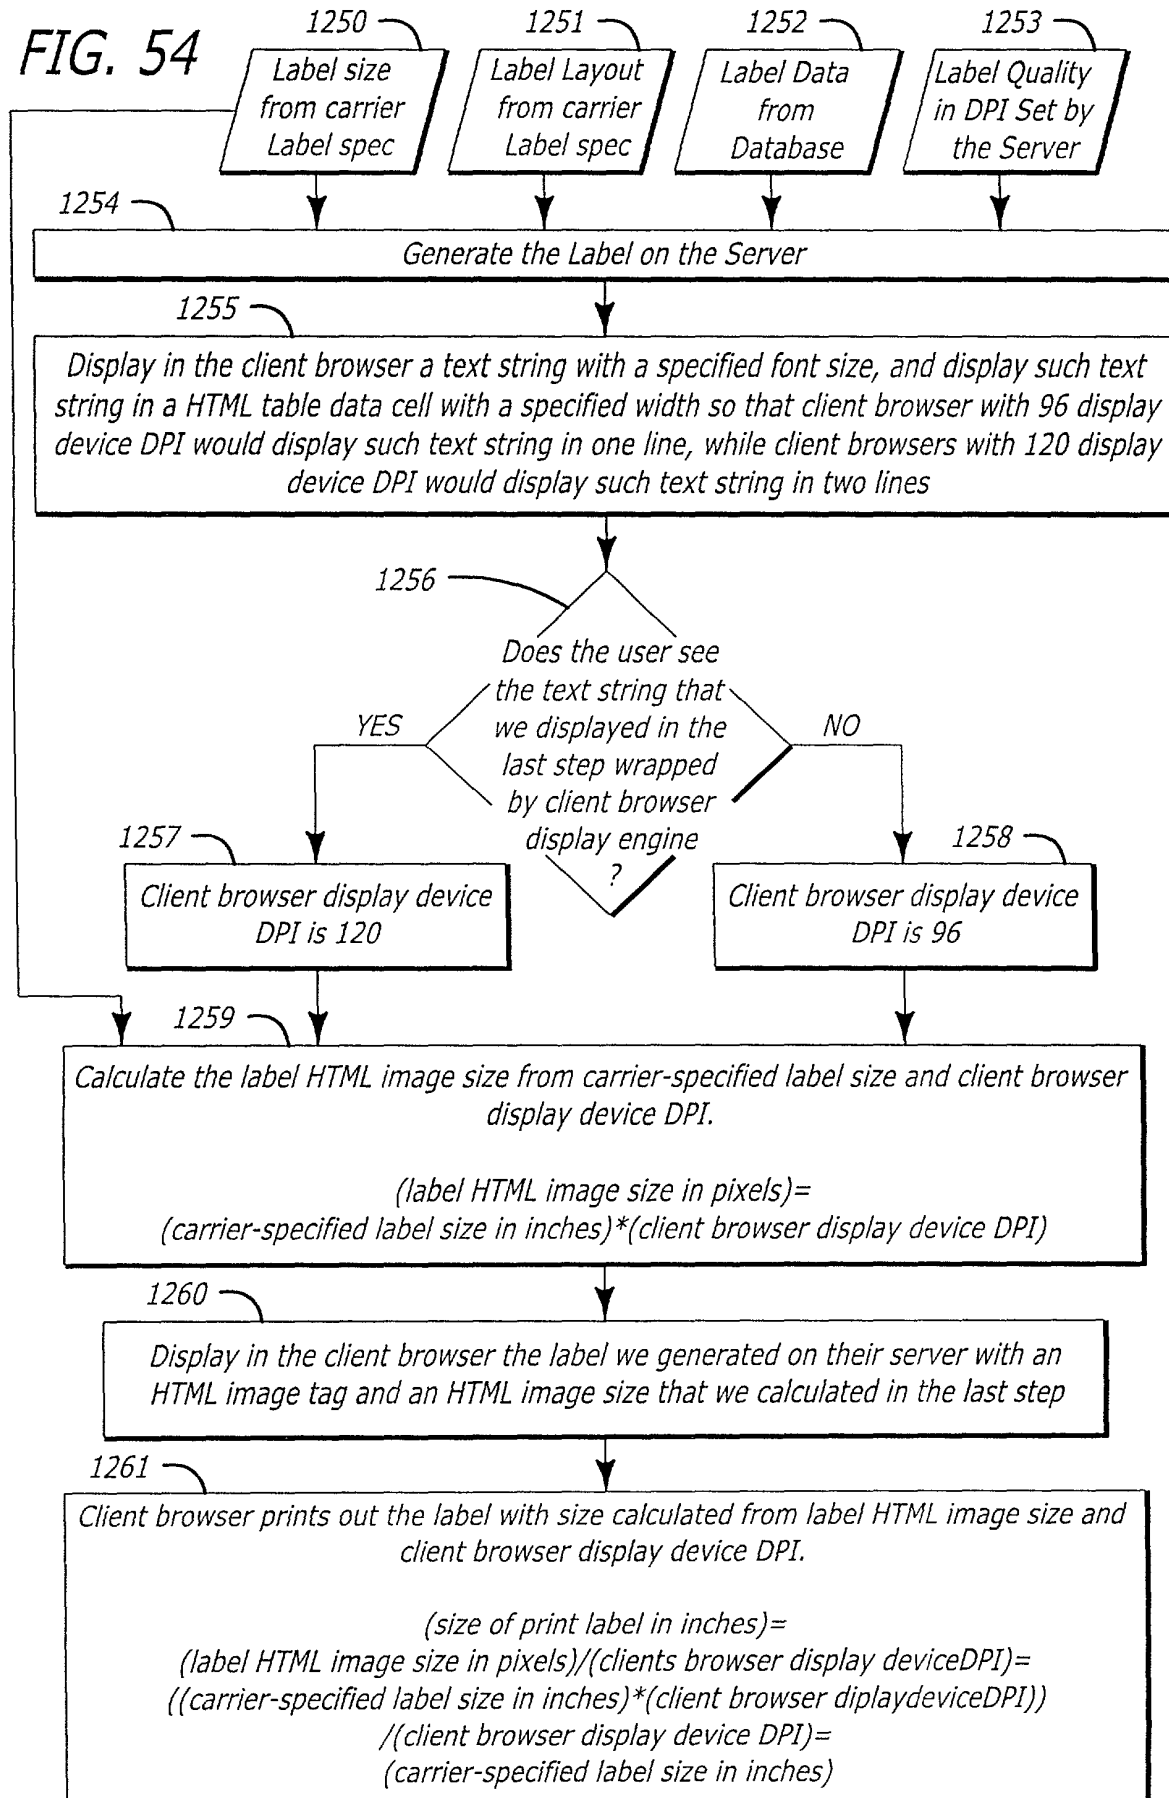 FIG. 54
1250
1251
1252
1253
Label size
from carrier
Label spec
Label Layout
from carrier
Label spec
Label Data
from
Database
Label Quality
in DPI Set by
the Server
1254
Generate the Label on the Server
1255
Display in the client browser a text string with a specified font size, and display such text
string in a HTML table data cell with a specified width so that client browser with 96 display
device DPI would display such text string in one line, while client browsers with 120 display
device DPI would display such text string in two lines
1256
Does the user see
the text string that
we displayed in the
last step wrapped
by client browser
display engine
?
YES
NO
1257
Client browser display device
DPI is 120
1258
Client browser display device
DPI is 96
1259
Calculate the label HTML image size from carrier-specified label size and client browser
display device DPI.
(label HTML image size in pixels)=
(carrier-specified label size in inches)*(client browser display device DPI)
1260
Display in the client browser the label we generated on their server with an
HTML image tag and an HTML image size that we calculated in the last step
1261
Client browser prints out the label with size calculated from label HTML image size and
client browser display device DPI.
(size of print label in inches)=
(label HTML image size in pixels)/(clients browser display deviceDPI)=
((carrier-specified label size in inches)*(client browser diplaydeviceDPI))
/(client browser display device DPI)=
(carrier-specified label size in inches)